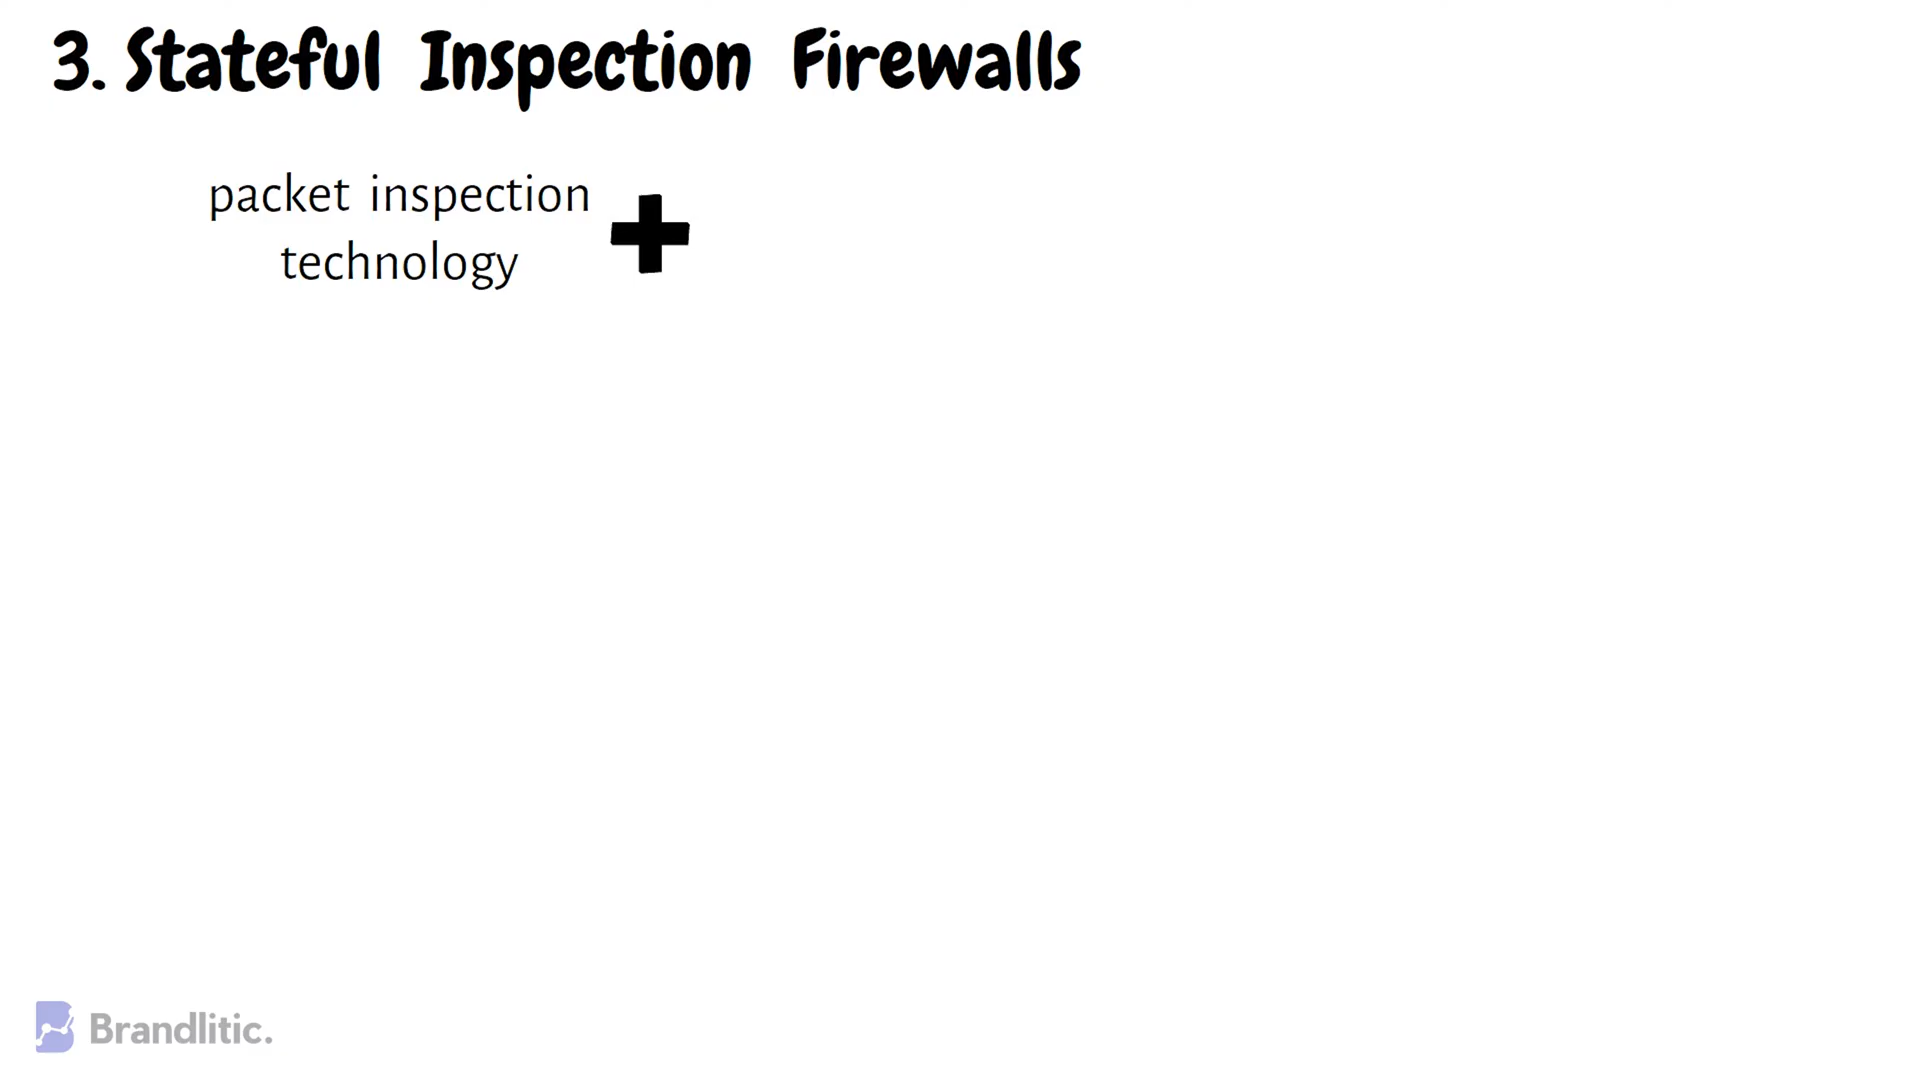 3. Stateful Inspection Firewalls
packet inspection
technology
Brandlitic.